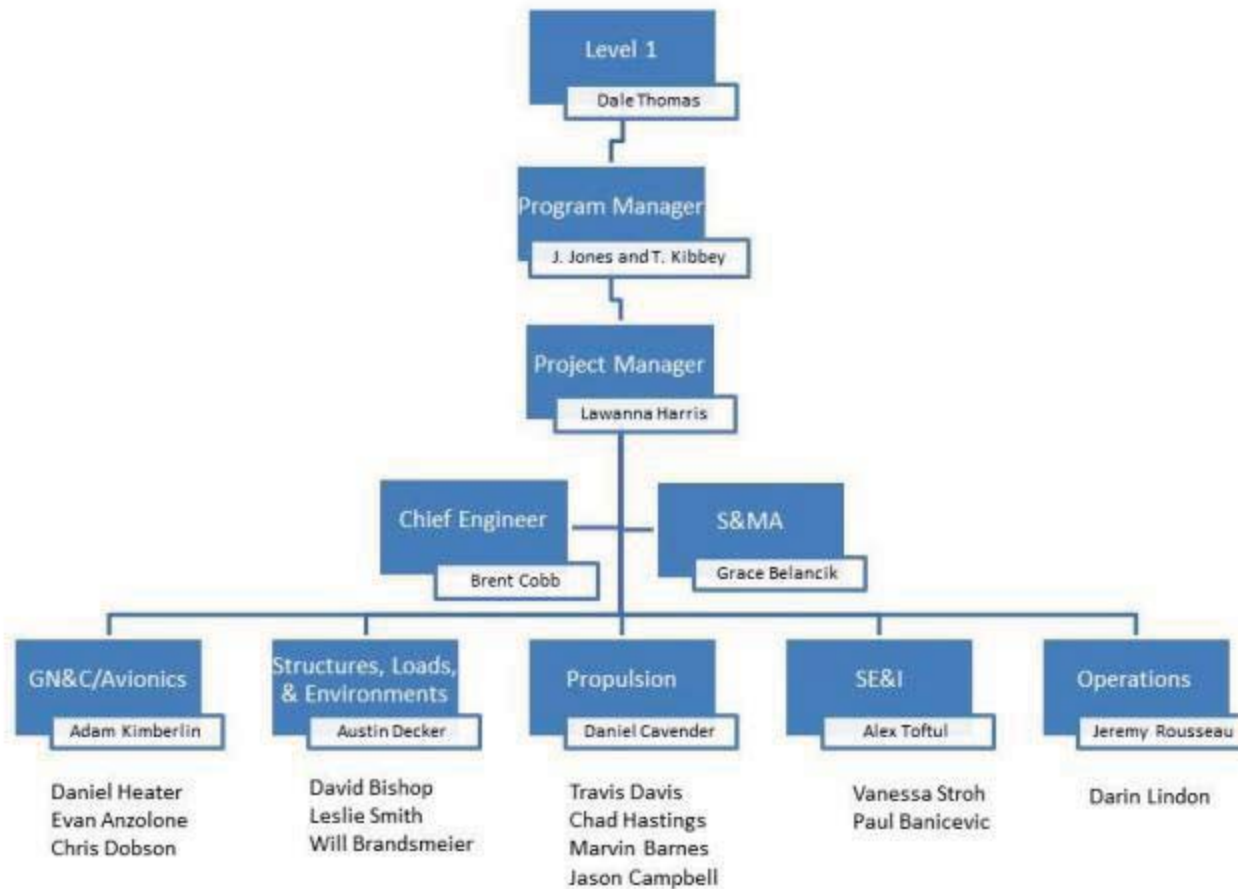 Level 1
Dale Thomas
Program Manager
J. Jones and T. Kibbey
Project Manager
Lawanna Harris
Chief Engineer
Brent Cobb
S&MA
Grace Belancik
GN&C/Avionics
Adam Kimberlin
Daniel Heater
Evan Anzolone
Chris Dobson
Structures, Loads,
& Environments
Austin Decker
David Bishop
Leslie Smith
Will Brandsmeier
Propulsion
Daniel Cavender
Travis Davis
Chad Hastings
Marvin Barnes
Jason Campbell
SE&I
Alex Toftul
Vanessa Stroh
Paul Banicevic
Operations
Jeremy Rousseau
Darin Lindon